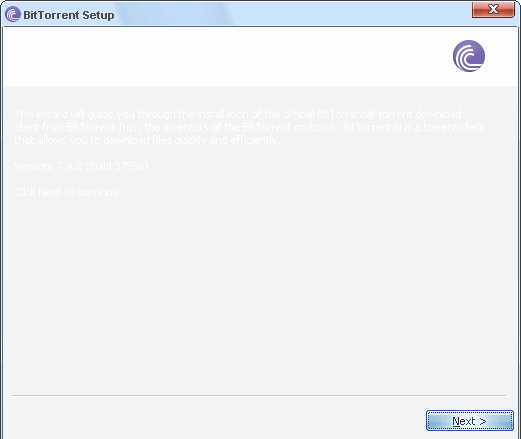 BitTorrent Setup
This wizard will guide you through the installation of the official BitTorrent® torrent download
client from BitTorrent Inc., the inventors of the BitTorrent protocol. BitTorrent® is a torrent client
that allows you to download files quickly and efficiently.
Version: 7.9.2 (Build 37596)
Click Next to continue.
Next >